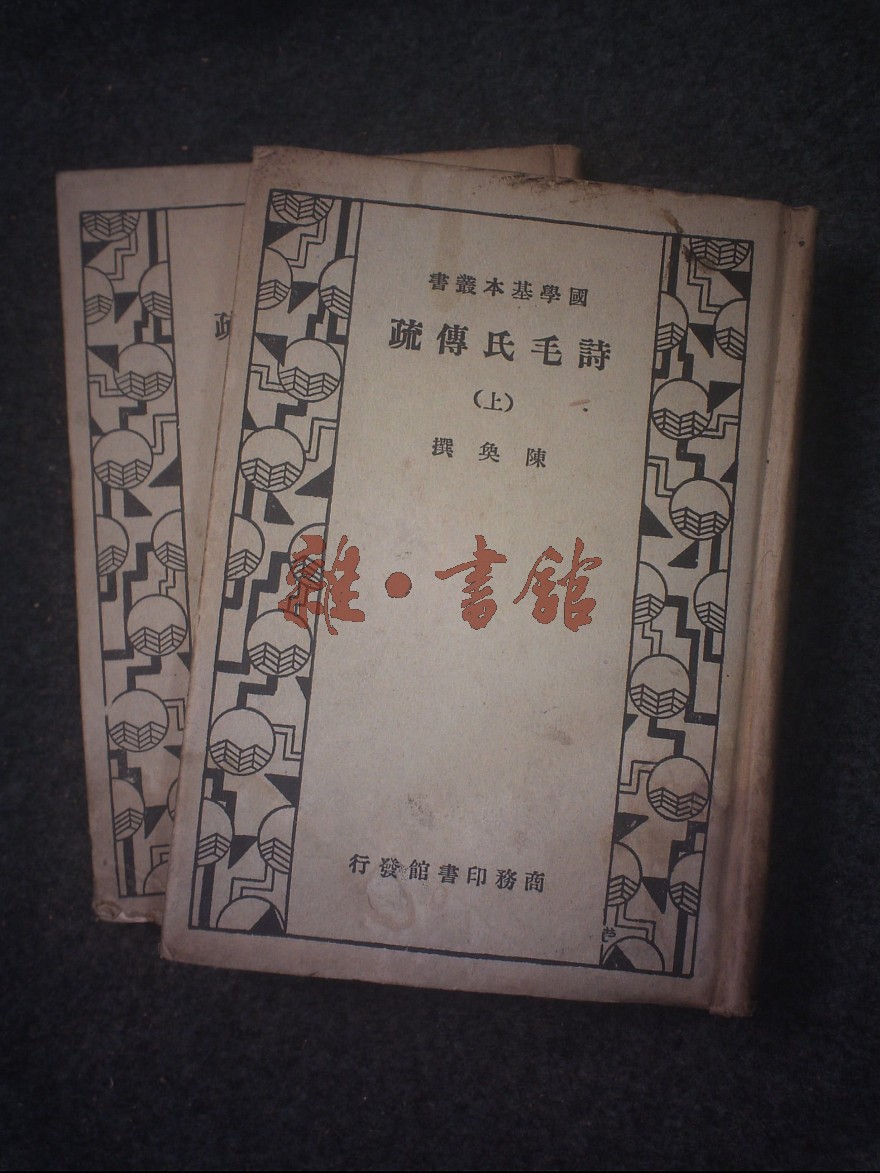 國學基本叢書
詩毛氏傳疏
(上)
陳奐撰
雜•書舘
商務印書館發行